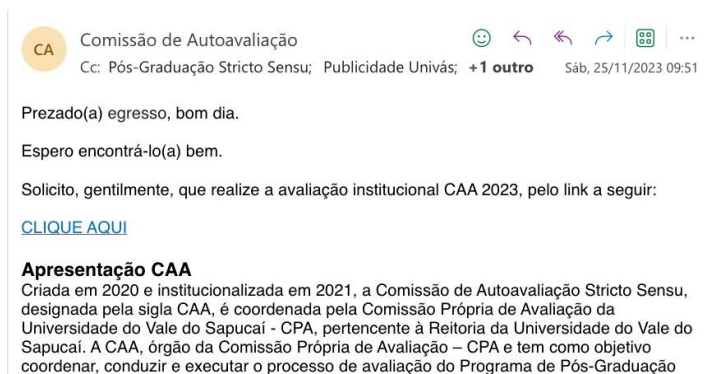 CA
Comissão de Autoavaliação
Cc: Pós-Graduação Stricto Sensu; Publicidade Univás; +1 outro
Sáb, 25/11/2023 09:51
Prezado(a) egresso, bom dia.
Espero encontrá-lo(a) bem.
Solicito, gentilmente, que realize a avaliação institucional CAA 2023, pelo link a seguir:
CLIQUE AQUI
Apresentação CAA
Criada em 2020 e institucionalizada em 2021, a Comissão de Autoavaliação Stricto Sensu,
designada pela sigla CAA, é coordenada pela Comissão Própria de Avaliação da
Universidade do Vale do Sapucaí - CPA, pertencente à Reitoria da Universidade do Vale do
Sapucaí. A CAA, órgão da Comissão Própria de Avaliação – CPA e tem como objetivo
coordenar, conduzir e executar o processo de avaliação do Programa de Pós-Graduação